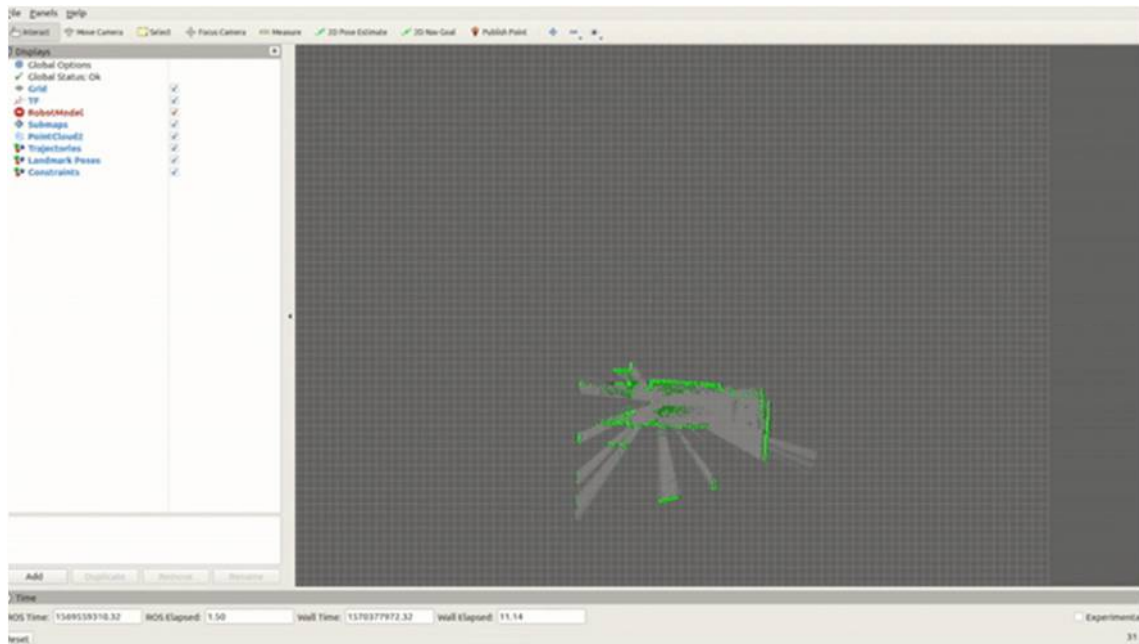 ile Panels Help
Interact Move Camera Select Focus Camera Measure 2D Pose Estimate 2D Nav Goal Publish Point
Displays
Global Options
Global Status: Ok
Grid
TF
RobotModel
Submaps
PointCloud2
Trajectories
Landmark Poses
Constraints
Add Duplicate Remove Rename
Time
ROS Time: 1569559310.32 ROS Elapsed: 1.50 Wall Time: 1570377972.32 Wall Elapsed: 11.14 Experimental
Reset 31